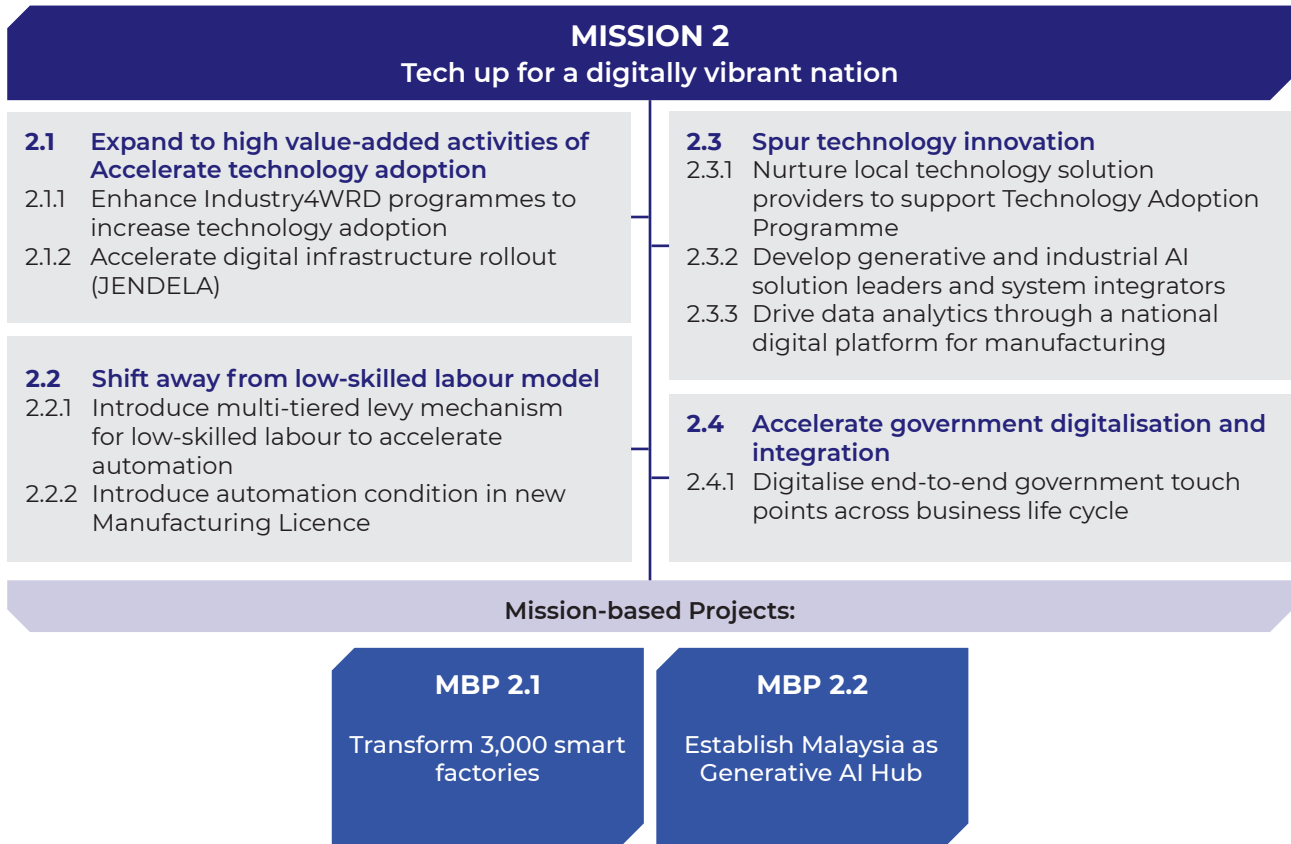 MISSION 2
Tech up for a digitally vibrant nation
2.1 Expand to high value-added activities of
Accelerate technology adoption
2.1.1 Enhance Industry4WRD programmes to
increase technology adoption
2.1.2 Accelerate digital infrastructure rollout
(JENDELA)
2.2 Shift away from low-skilled labour model
2.2.1 Introduce multi-tiered levy mechanism
for low-skilled labour to accelerate
automation
2.2.2 Introduce automation condition in new
Manufacturing Licence
2.3 Spur technology innovation
2.3.1 Nurture local technology solution
providers to support Technology Adoption
Programme
2.3.2 Develop generative and industrial AI
solution leaders and system integrators
2.3.3 Drive data analytics through a national
digital platform for manufacturing
2.4 Accelerate government digitalisation and
integration
2.4.1 Digitalise end-to-end government touch
points across business life cycle
Mission-based Projects:
MBP 2.1
Transform 3,000 smart
factories
MBP 2.2
Establish Malaysia as
Generative AI Hub